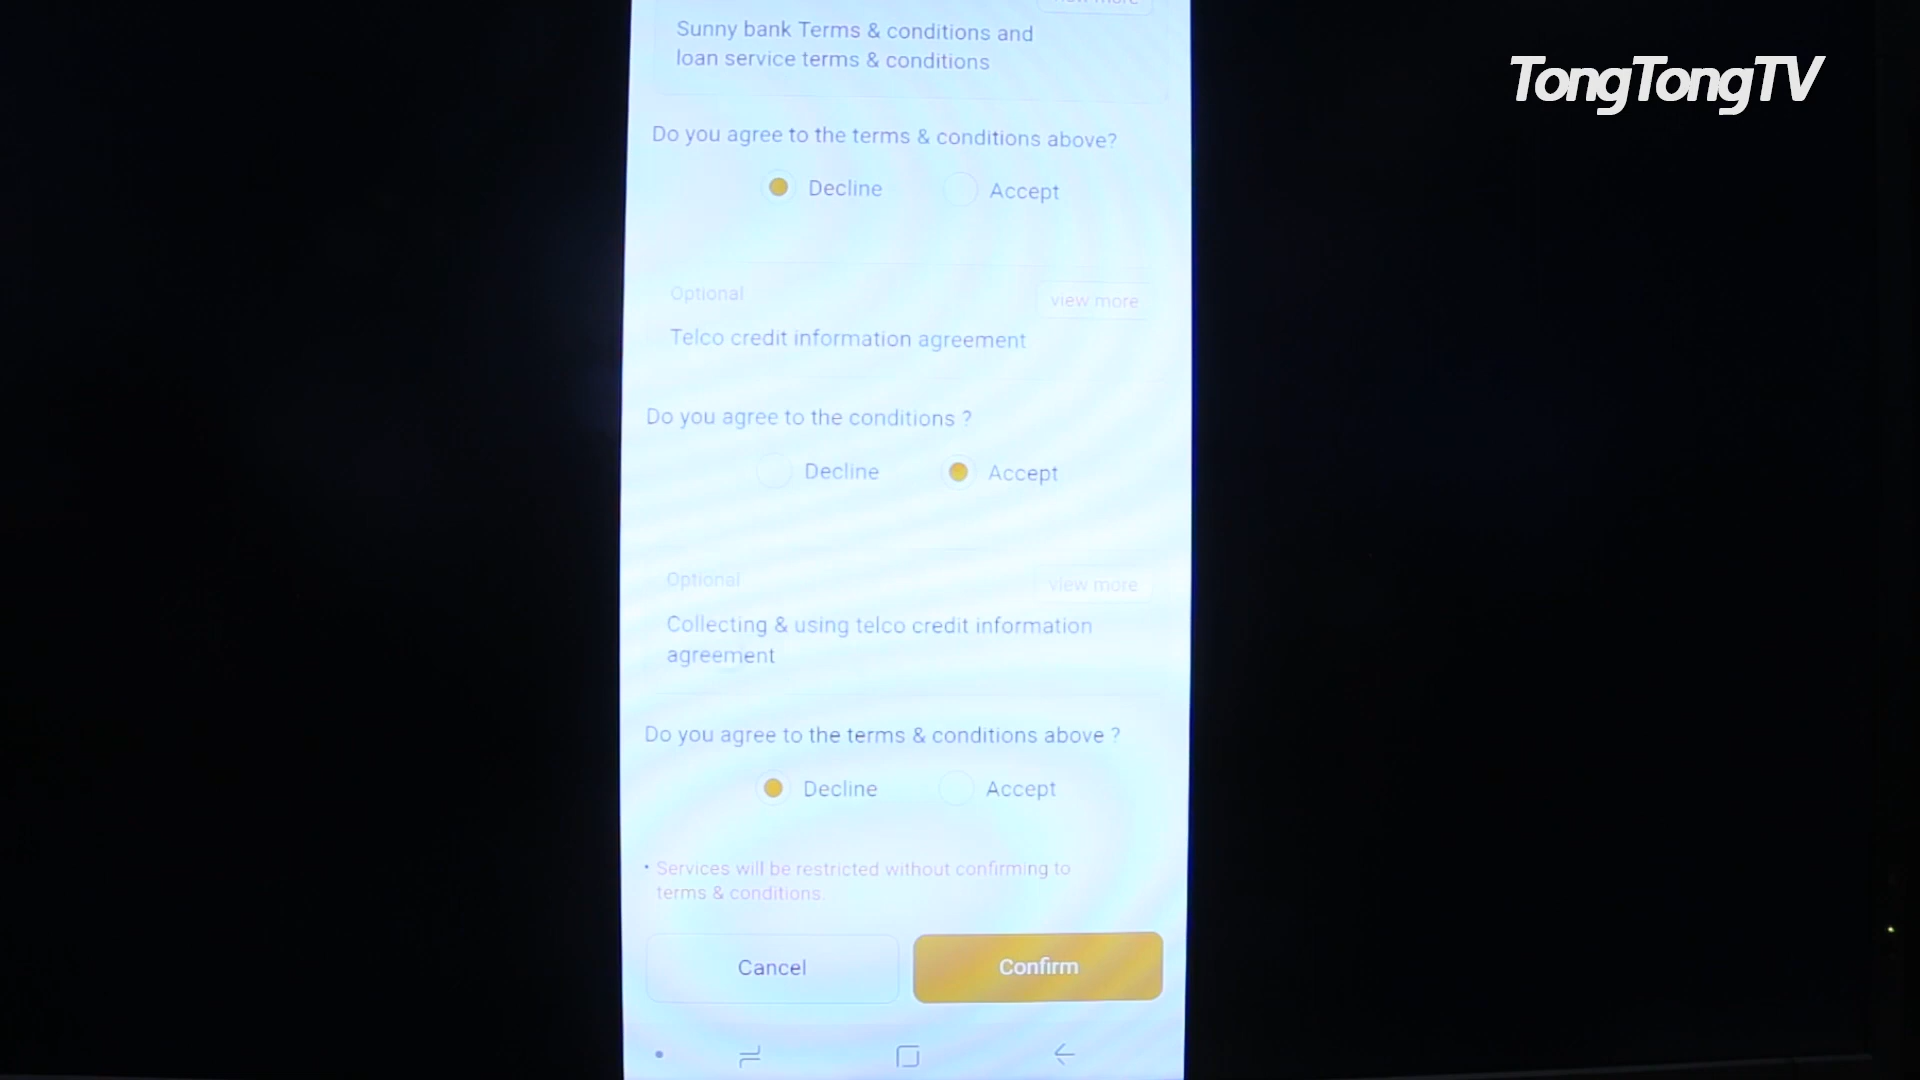 TongTongTV
view more
Sunny bank Terms & conditions and
loan service terms & conditions
Do you agree to the terms & conditions above?
Decline
Accept
Optional
view more
Telco credit information agreement
Do you agree to the conditions ?
Decline
Accept
Optional
view more
Collecting & using telco credit information
agreement
Do you agree to the terms & conditions above ?
Decline
Accept
• Services will be restricted without confirming to
terms & conditions.
Cancel
Confirm